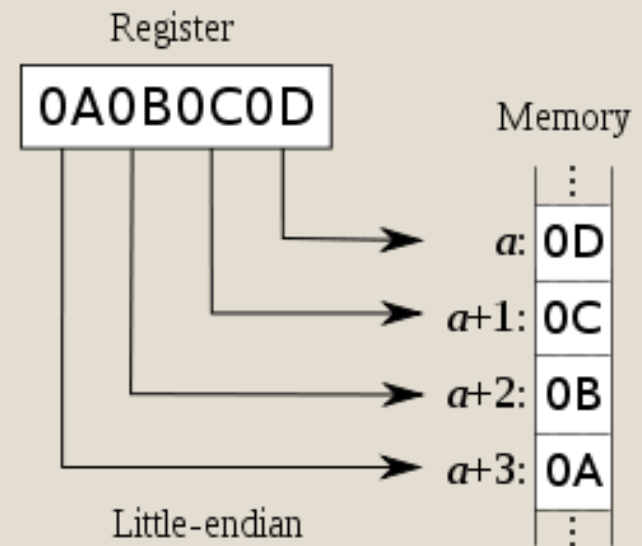 Register
0A0B0C0D
Memory
a: 0D
a+1: 0C
a+2: 0B
a+3: 0A
Little-endian